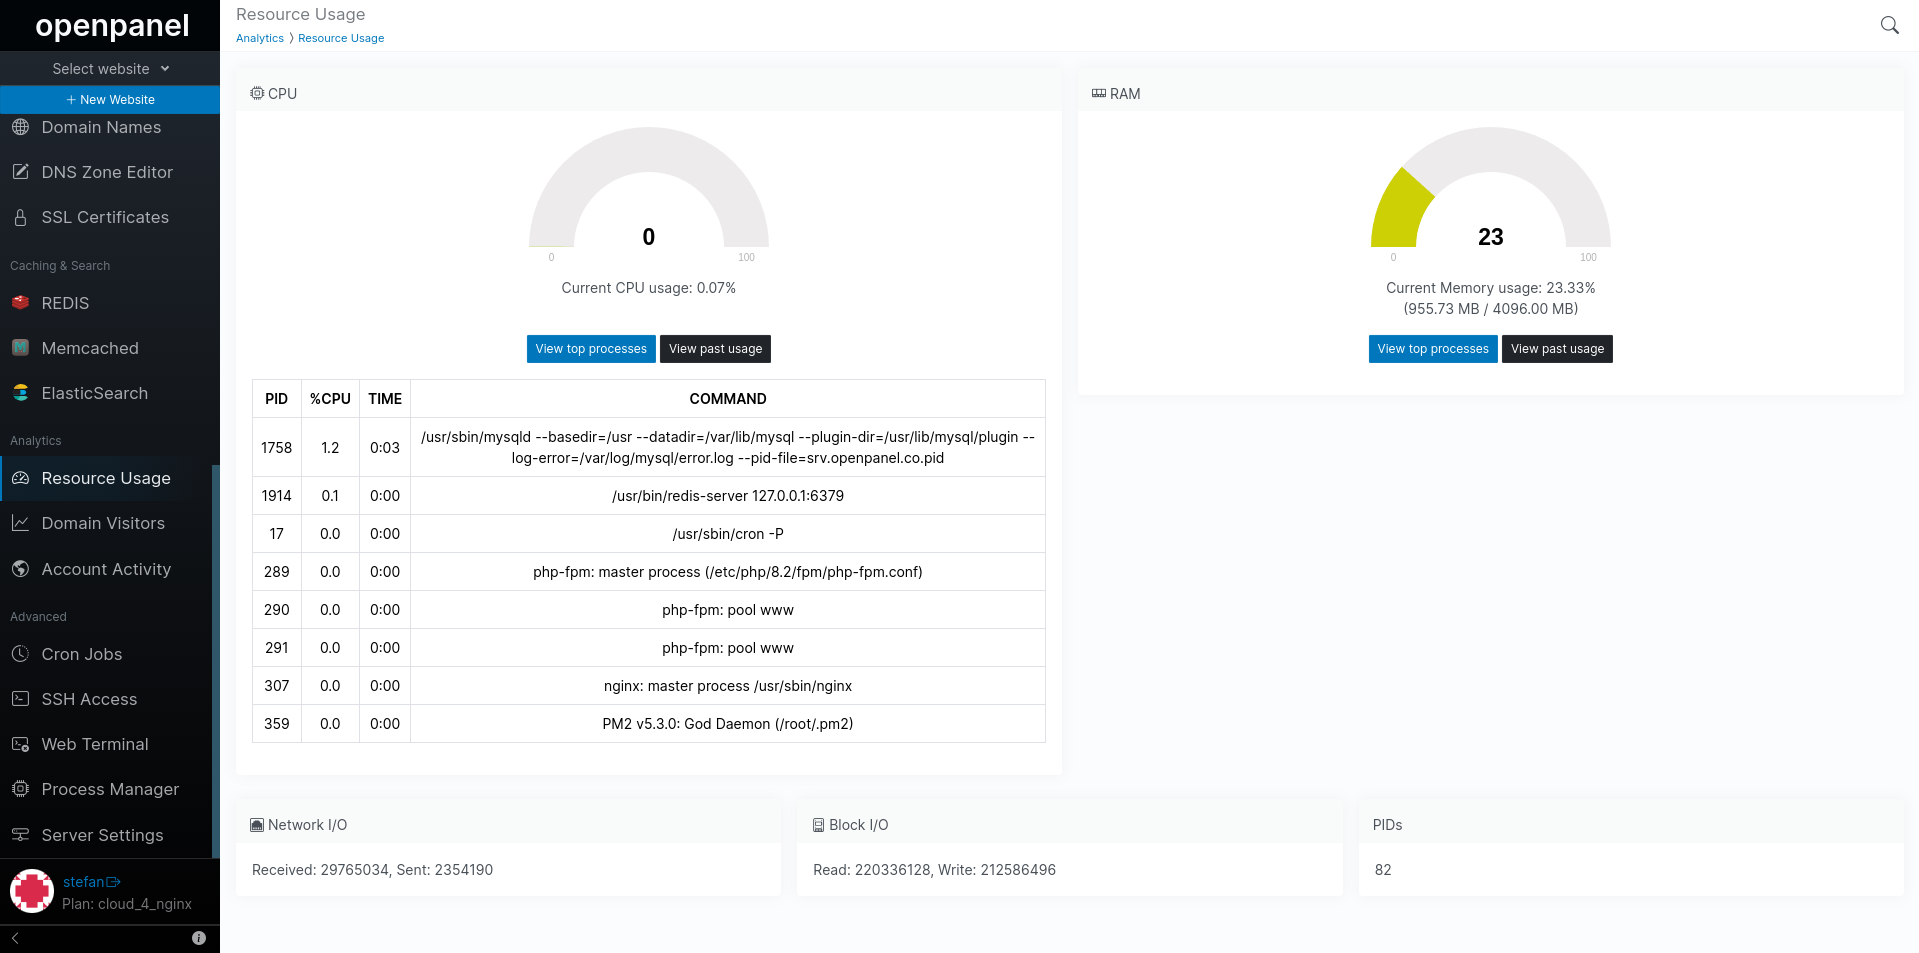 openpanel
Select website
+ New Website
Domain Names
DNS Zone Editor
SSL Certificates
Caching & Search
REDIS
Memcached
ElasticSearch
Analytics
Resource Usage
Domain Visitors
Account Activity
Advanced
Cron Jobs
SSH Access
Web Terminal
Process Manager
Server Settings
stefan
Plan: cloud_4_nginx
Resource Usage
Analytics 〉 Resource Usage
CPU
0
0 100
Current CPU usage: 0.07%
View top processes View past usage
PID %CPU TIME COMMAND
1758 1.2 0:03 /usr/sbin/mysqld --basedir=/usr --datadir=/var/lib/mysql --plugin-dir=/usr/lib/mysql/plugin --
log-error=/var/log/mysql/error.log --pid-file=srv.openpanel.co.pid
1914 0.1 0:00 /usr/bin/redis-server 127.0.0.1:6379
17 0.0 0:00 /usr/sbin/cron -P
289 0.0 0:00 php-fpm: master process (/etc/php/8.2/fpm/php-fpm.conf)
290 0.0 0:00 php-fpm: pool www
291 0.0 0:00 php-fpm: pool www
307 0.0 0:00 nginx: master process /usr/sbin/nginx
359 0.0 0:00 PM2 v5.3.0: God Daemon (/root/.pm2)
RAM
23
0 100
Current Memory usage: 23.33%
(955.73 MB / 4096.00 MB)
View top processes View past usage
Network I/O
Received: 29765034, Sent: 2354190
Block I/O
Read: 220336128, Write: 212586496
PIDs
82